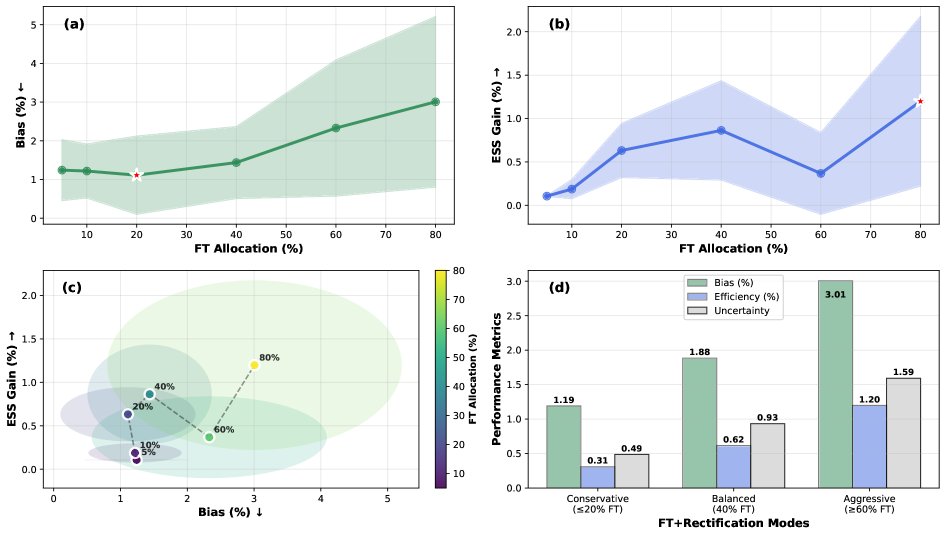 (a)
Bias (%) ←
5
4
3
2
1
0
10 20 30 40 50 60 70 80
FT Allocation (%)
(b)
ESS Gain (%) →
2.0
1.5
1.0
0.5
0.0
10 20 30 40 50 60 70 80
FT Allocation (%)
(c)
ESS Gain (%) →
2.0
1.5
1.0
0.5
0.0
80%
40%
20%
60%
10%
5%
0 1 2 3 4 5
Bias (%) ↓
80
70
60
50
40
30
20
10
FT Allocation (%)
(d)
Performance Metrics
3.0
2.5
2.0
1.5
1.0
0.5
0.0
Bias (%)
Efficiency (%)
Uncertainty
1.19 0.31 0.49
1.88 0.62 0.93
3.01 1.20 1.59
Conservative
(≤20% FT)
Balanced
(40% FT)
Aggressive
(≥60% FT)
FT+Rectification Modes